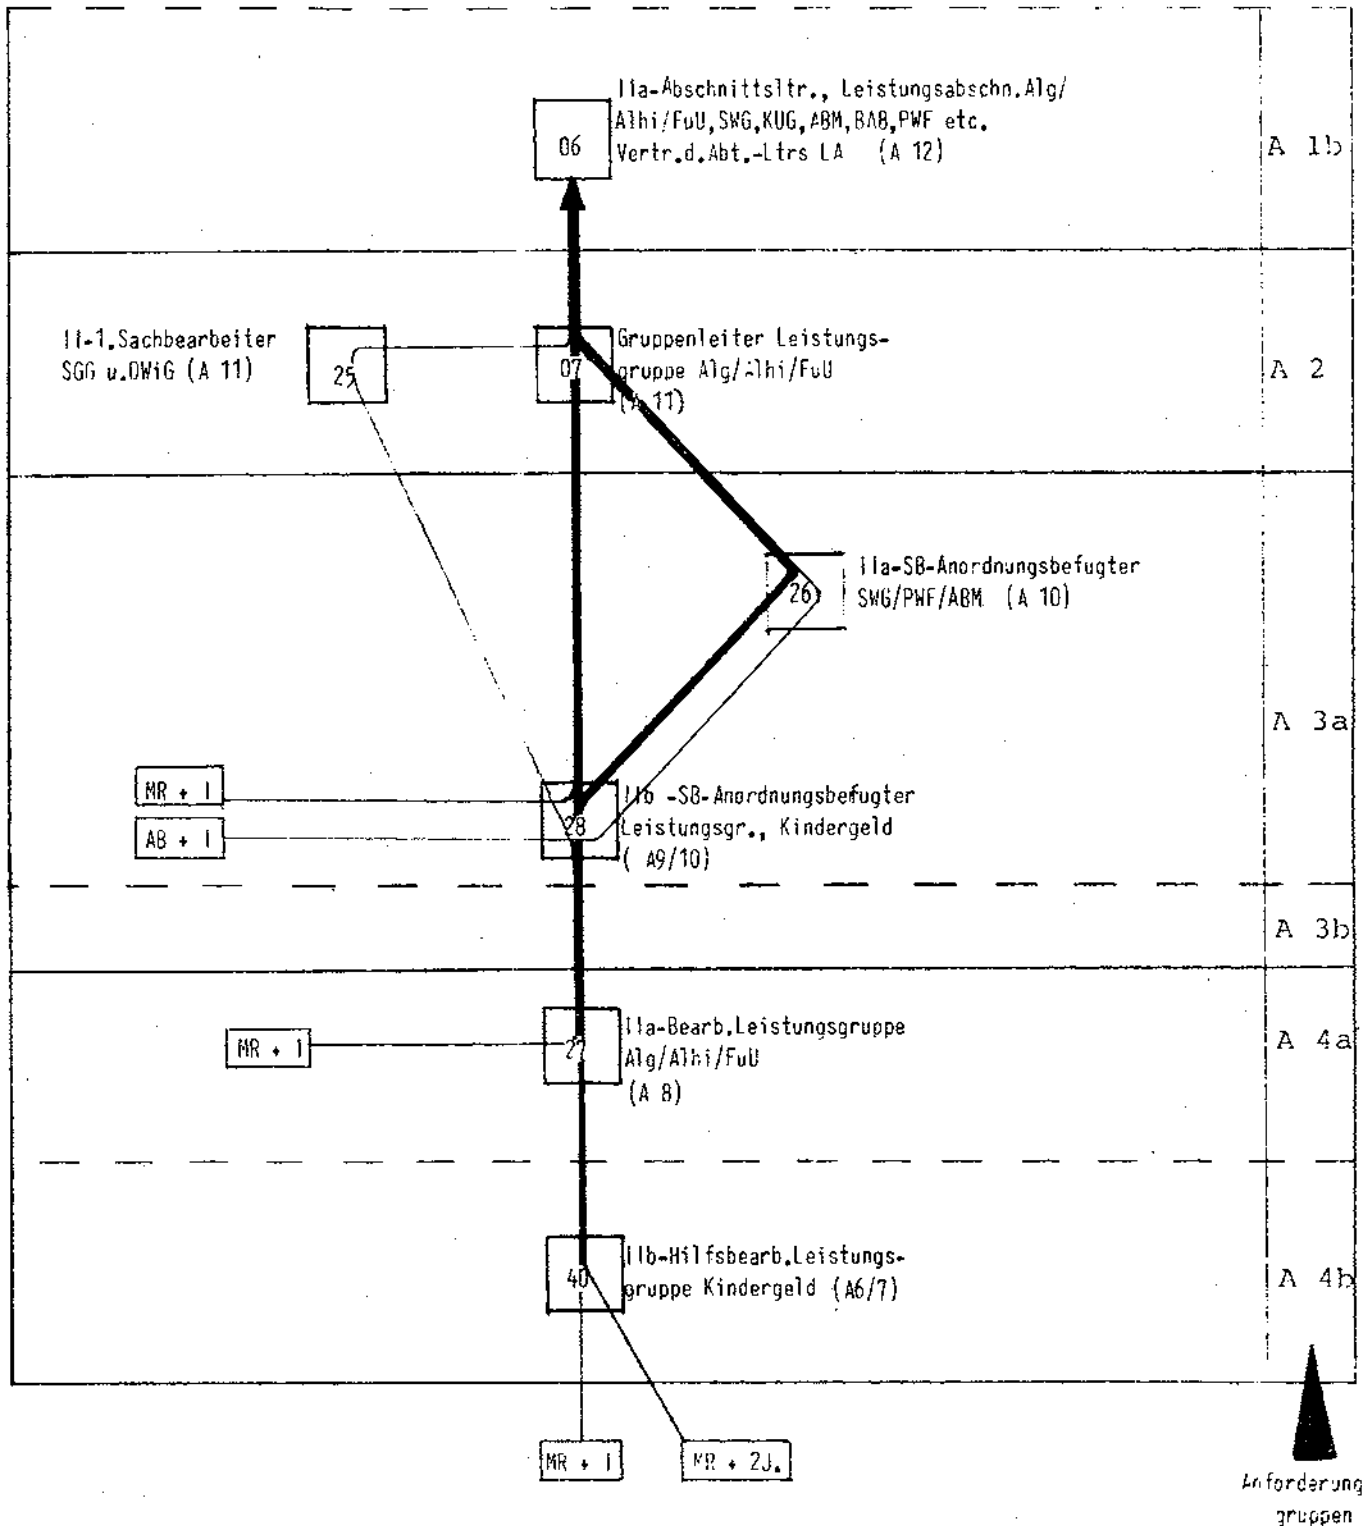 IIa-Abschnittsltr., Leistungsabschn.Alg/
Alhi/FuU,SWG,KUG,ABM,BAB,PWF etc.
Vertr.d.Abt.-Ltrs LA (A 12)
06
A 1b
II-1.Sachbearbeiter
SGG u.OWiG (A 11)
25
07
Gruppenleiter Leistungs-
gruppe Alg/Alhi/FuU
(A 11)
A 2
26
IIa-SB-Anordnungsbefugter
SWG/PWF/ABM (A 10)
A 3a
MR + I
AB + I
28
IIb -SB-Anordnungsbefugter
Leistungsgr., Kindergeld
( A9/10)
A 3b
MR + I
27
IIa-Bearb.Leistungsgruppe
Alg/Alhi/FuU
(A 8)
A 4a
40
IIb-Hilfsbearb.Leistungs-
gruppe Kindergeld (A6/7)
A 4b
MR + I
MR + 2J.
Anforderung
gruppen